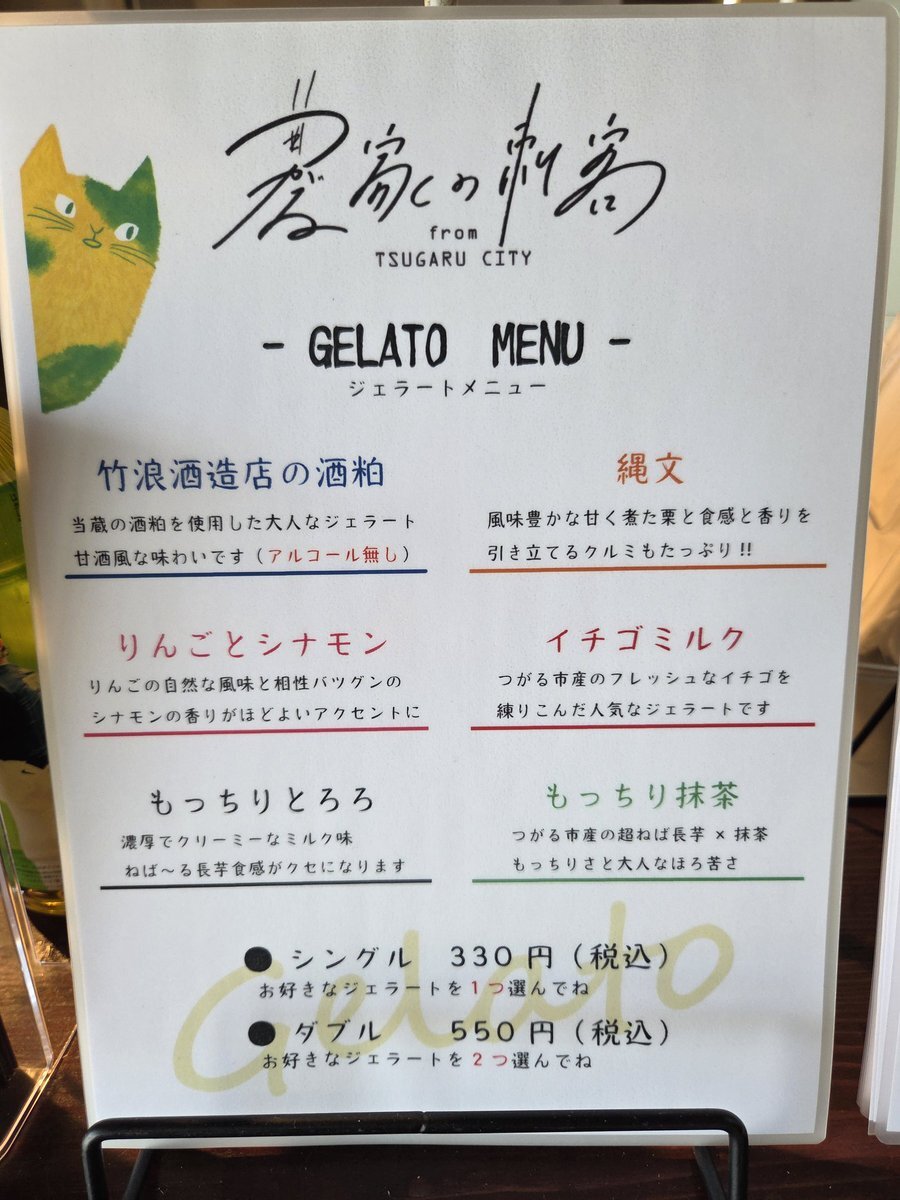 農家の刺客
from
TSUGARU CITY
- GELATO MENU -
ジェラートメニュー
竹浪酒造店の酒粕
当蔵の酒粕を使用した大人なジェラート
甘酒風な味わいです（アルコール無し）
縄文
風味豊かな甘く煮た栗と食感と香りを
引き立てるクルミもたっぷり!!
りんごとシナモン
りんごの自然な風味と相性バツグンの
シナモンの香りがほどよいアクセントに
イチゴミルク
つがる市産のフレッシュなイチゴを
練りこんだ人気なジェラートです
もっちりとろろ
濃厚でクリーミーなミルク味
ねば～る長芋食感がクセになります
もっちり抹茶
つがる市産の超ねば長芋 × 抹茶
もっちりさと大人なほろ苦さ
Gelato
● シングル 330円（税込）
お好きなジェラートを1つ選んでね
● ダブル 550円（税込）
お好きなジェラートを2つ選んでね